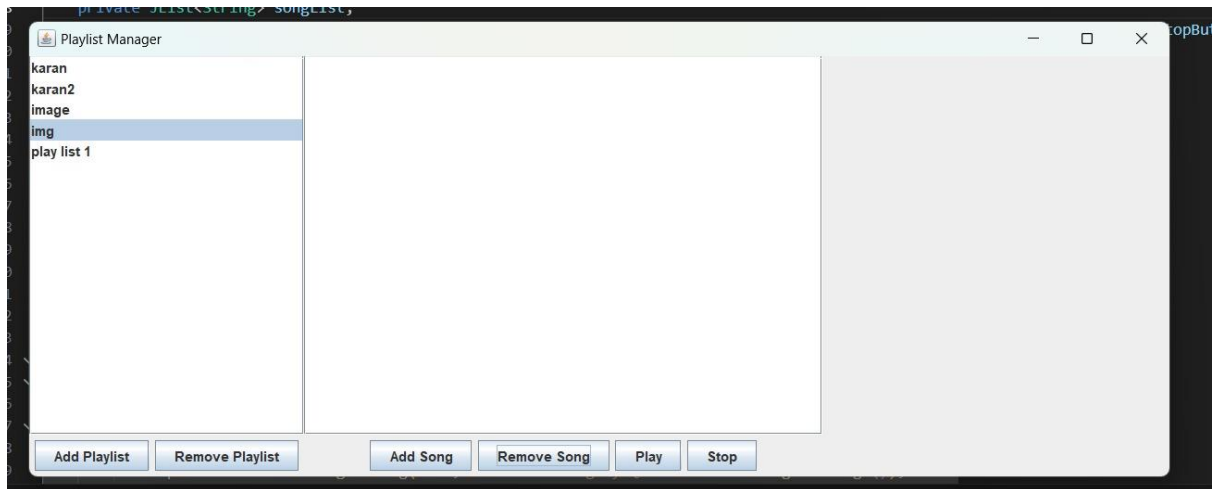 private JList<String> songList;
Playlist Manager
topBut
karan
karan2
image
img
play list 1
Add Playlist
Remove Playlist
Add Song
Remove Song
Play
Stop